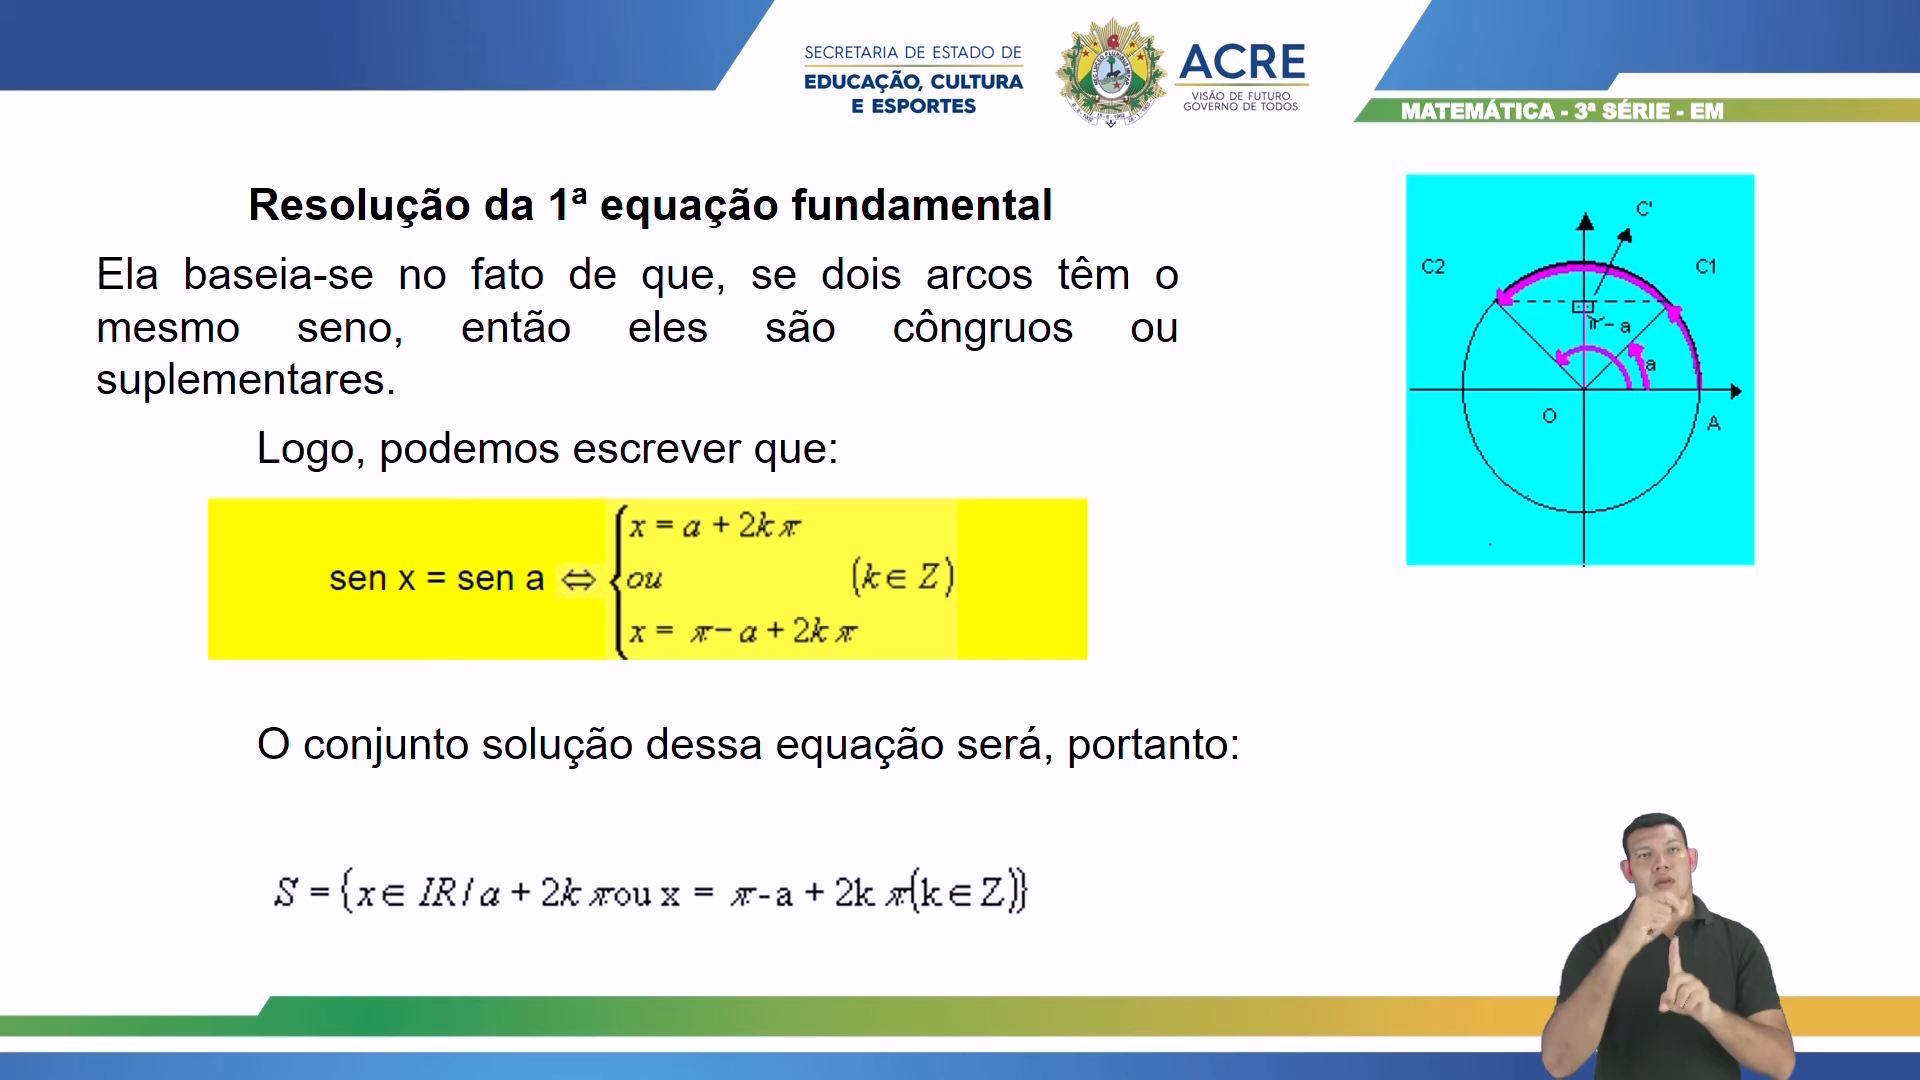 SECRETARIA DE ESTADO DE
EDUCAÇÃO, CULTURA
E ESPORTES
ACRE
VISÃO DE FUTURO.
GOVERNO DE TODOS.
MATEMÁTICA - 3ª SÉRIE - EM
Resolução da 1ª equação fundamental
Ela baseia-se no fato de que, se dois arcos têm o
mesmo seno, então eles são côngruos ou
suplementares.
Logo, podemos escrever que:
sen x = sen a ⇔ { x = a + 2kπ
ou (k ∈ Z)
x = π − a + 2kπ
O conjunto solução dessa equação será, portanto:
S = {x ∈ IR / a + 2kπ ou x = π - a + 2k π(k ∈ Z)}
C'
C2
C1
π − a
a
O
A